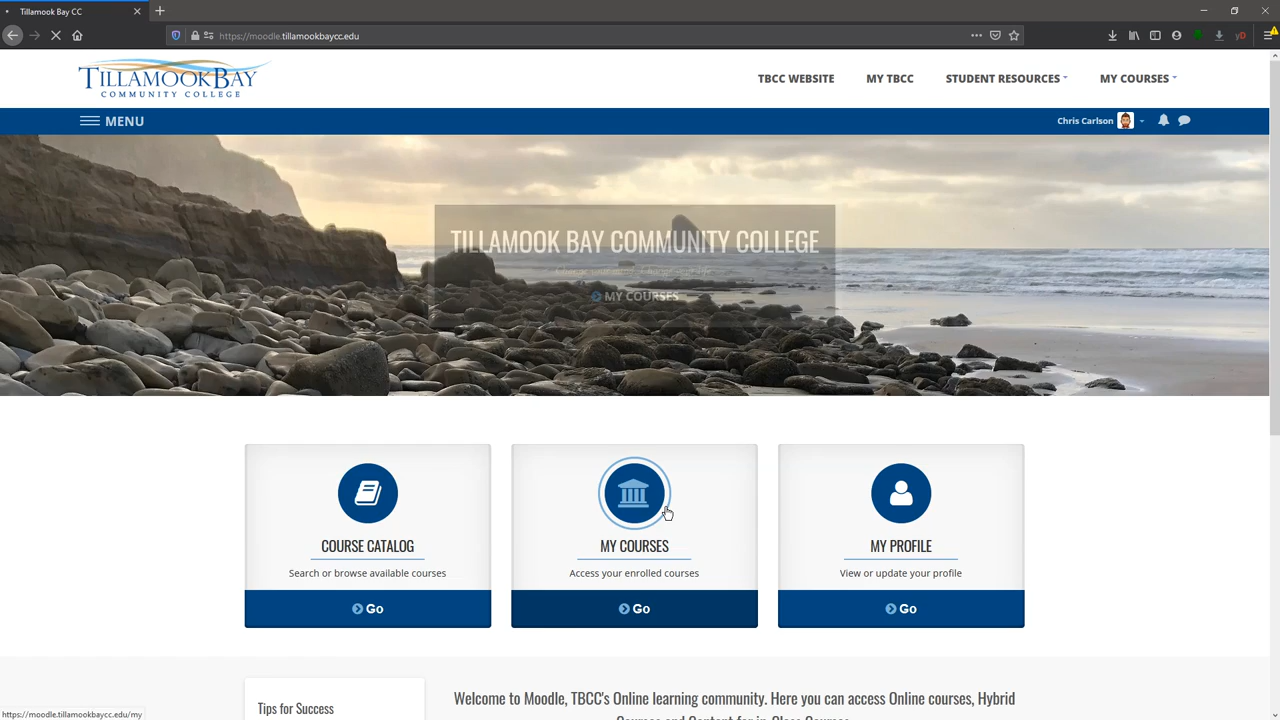 Tillamook Bay CC
https://moodle.tillamookbaycc.edu
TILLAMOOK BAY
COMMUNITY COLLEGE
TBCC WEBSITE
MY TBCC
STUDENT RESOURCES
MY COURSES
MENU
Chris Carlson
TILLAMOOK BAY COMMUNITY COLLEGE
MY COURSES
COURSE CATALOG
Search or browse available courses
Go
MY COURSES
Access your enrolled courses
Go
MY PROFILE
View or update your profile
Go
Tips for Success
Welcome to Moodle, TBCC's Online learning community. Here you can access Online courses, Hybrid
https://moodle.tillamookbaycc.edu/my